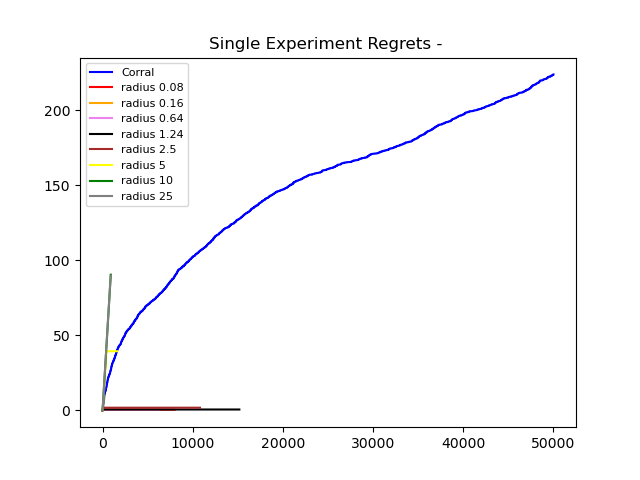 Single Experiment Regrets -
Corral
radius 0.08
radius 0.16
radius 0.64
radius 1.24
radius 2.5
radius 5
radius 10
radius 25
200
150
100
50
0
0 10000 20000 30000 40000 50000